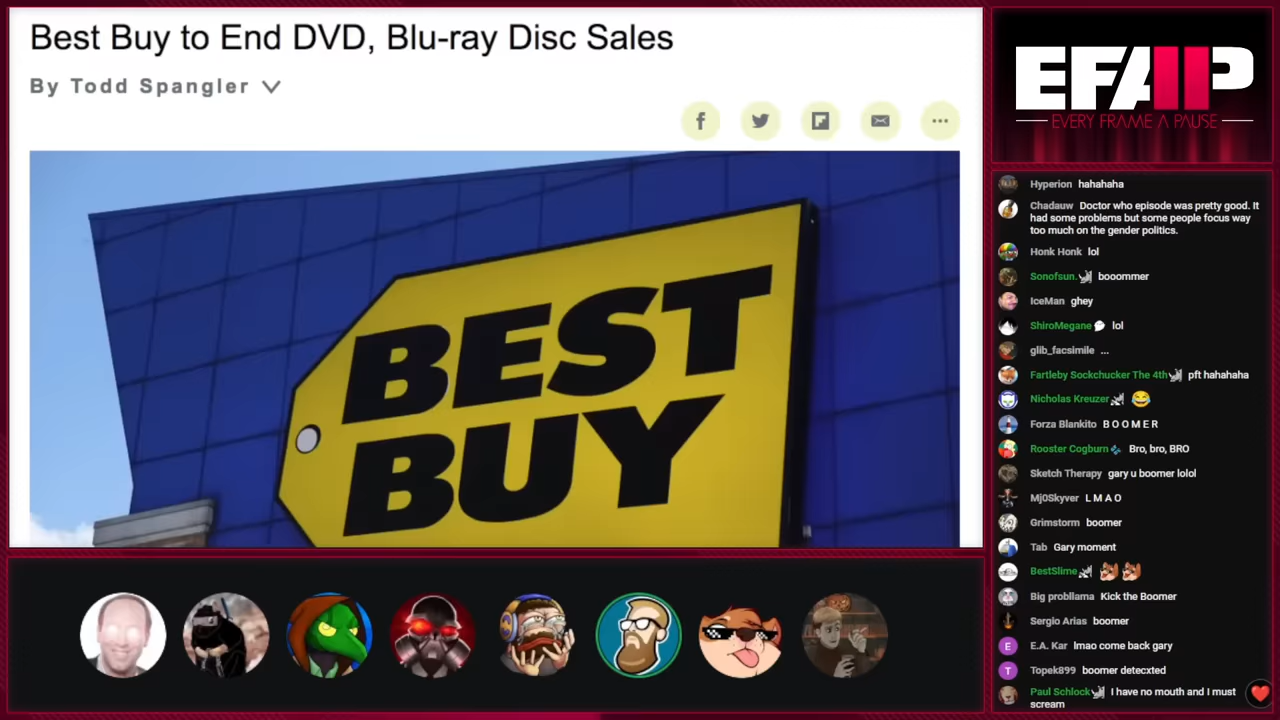 Best Buy to End DVD, Blu-ray Disc Sales
By Todd Spangler
BEST
BUY
EFAP
EVERY FRAME A PAUSE
Hyperion hahahaha
Chadauw Doctor who episode was pretty good. It
had some problems but some people focus way
too much on the gender politics.
Honk Honk lol
Sonofsun. booommer
IceMan ghey
ShiroMegane lol
glib_facsimile ...
Fartleby Sockchucker The 4th pft hahahaha
Nicholas Kreuzer
Forza Blankito B O O M E R
Rooster Cogburn Bro, bro, BRO
Sketch Therapy gary u boomer lolol
Mj0Skyver L M A O
Grimstorm boomer
Tab Gary moment
BestSlime
Big probllama Kick the Boomer
Sergio Arias boomer
E E.A. Kar lmao come back gary
T Topek899 boomer detecxted
Paul Schlock I have no mouth and I must
scream